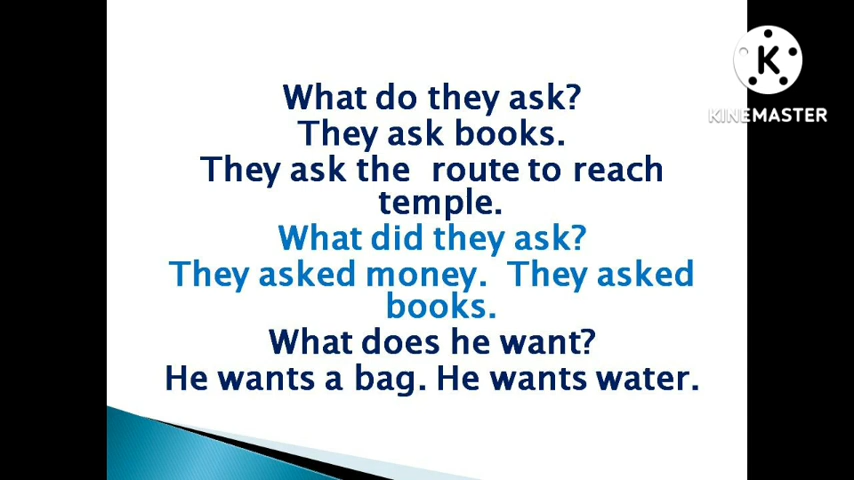 What do they ask?
They ask books.
They ask the route to reach
temple.
What did they ask?
They asked money. They asked
books.
What does he want?
He wants a bag. He wants water.
K
KINEMASTER